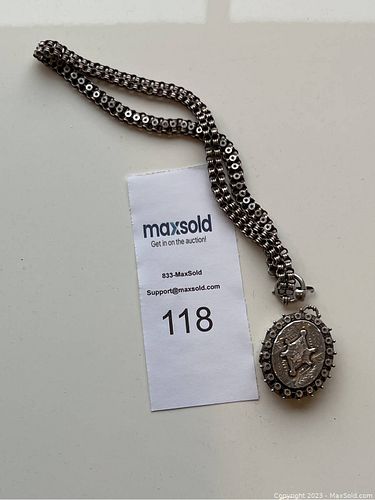 maxsold
Get in on the auction!
833-MaxSold
Support@maxsold.com
118
Copyright 2023 - MaxSold.com